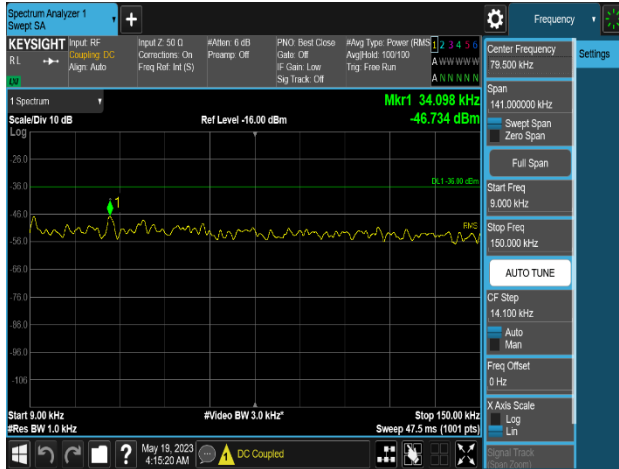 Spectrum Analyzer 1
Swept SA
+
Frequency
KEYSIGHT
RL
Input: RF
Coupling: DC
Align: Auto
Input Z: 50 Ω
Corrections: On
Freq Ref: Int (S)
#Atten: 6 dB
Preamp: Off
PNO: Best Close
Gate: Off
IF Gain: Low
Sig Track: Off
#Avg Type: Power (RMS
Avg|Hold: 100/100
Trig: Free Run
1 2 3 4 5 6
A W W W W W
A N N N N N
Settings
1 Spectrum
Scale/Div 10 dB
Log
Ref Level -16.00 dBm
Mkr1 34.098 kHz
-46.734 dBm
-26.0
-36.0
DL1 -36.00 dBm
1
-46.0
RMS
-56.0
-66.0
-76.0
-86.0
-96.0
-106
Start 9.00 kHz
#Res BW 1.0 kHz
#Video BW 3.0 kHz*
Stop 150.00 kHz
Sweep 47.5 ms (1001 pts)
Center Frequency
79.500 kHz
Span
141.000000 kHz
Swept Span
Zero Span
Full Span
Start Freq
9.000 kHz
Stop Freq
150.000 kHz
AUTO TUNE
CF Step
14.100 kHz
Auto
Man
Freq Offset
0 Hz
X Axis Scale
Log
Lin
Signal Track
(Span Zoom)
?
May 19, 2023
4:15:20 AM
DC Coupled